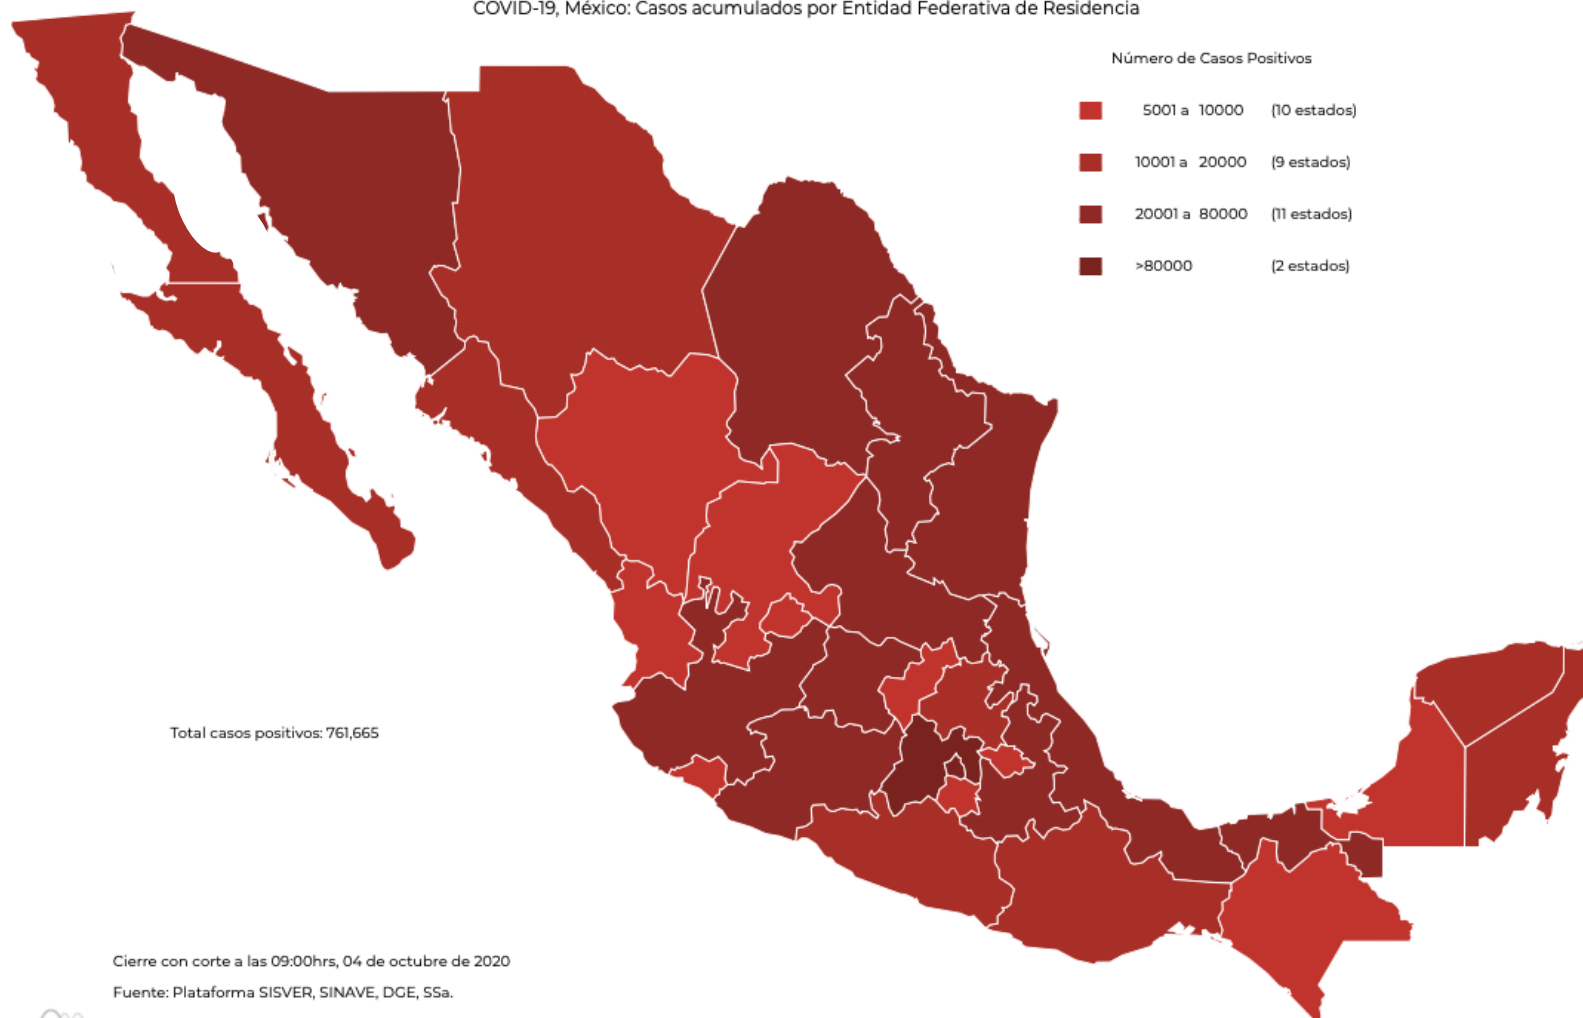 COVID-19, México: Casos acumulados por Entidad Federativa de Residencia
Número de Casos Positivos
5001 a 10000 (10 estados)
10001 a 20000 (9 estados)
20001 a 80000 (11 estados)
>80000 (2 estados)
Total casos positivos: 761,665
Cierre con corte a las 09:00hrs, 04 de octubre de 2020
Fuente: Plataforma SISVER, SINAVE, DGE, SSa.